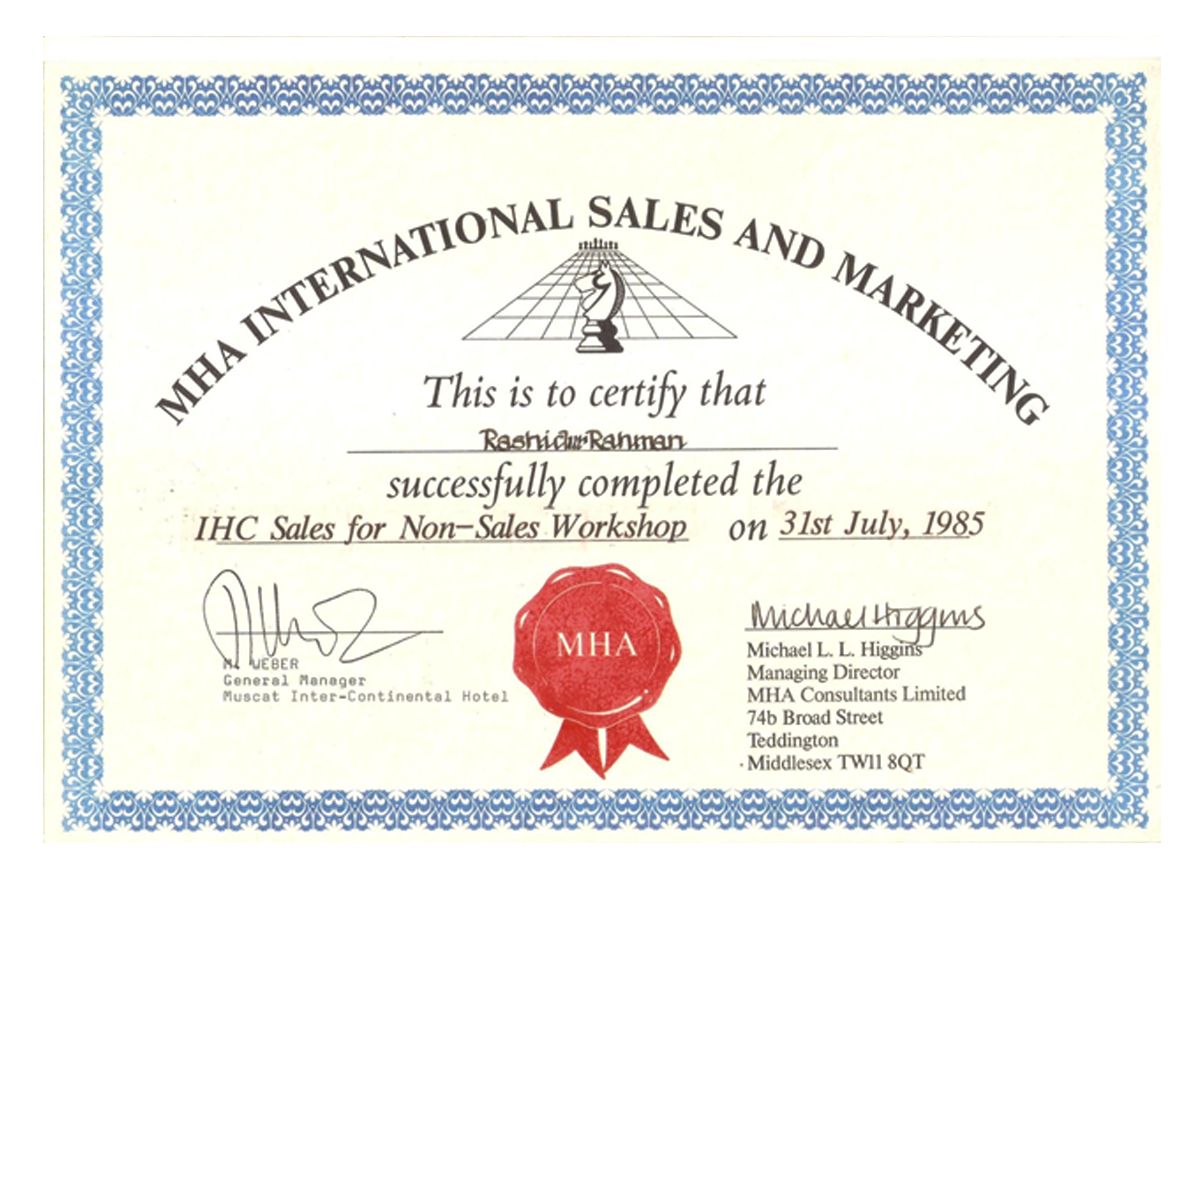 MHA INTERNATIONAL SALES AND MARKETING
This is to certify that
Rashidur Rahman
successfully completed the
IHC Sales for Non-Sales Workshop on 31st July, 1985
M. WEBER
General Manager
Muscat Inter-Continental Hotel
MHA
Michael Higgins
Michael L. L. Higgins
Managing Director
MHA Consultants Limited
74b Broad Street
Teddington
Middlesex TW11 8QT